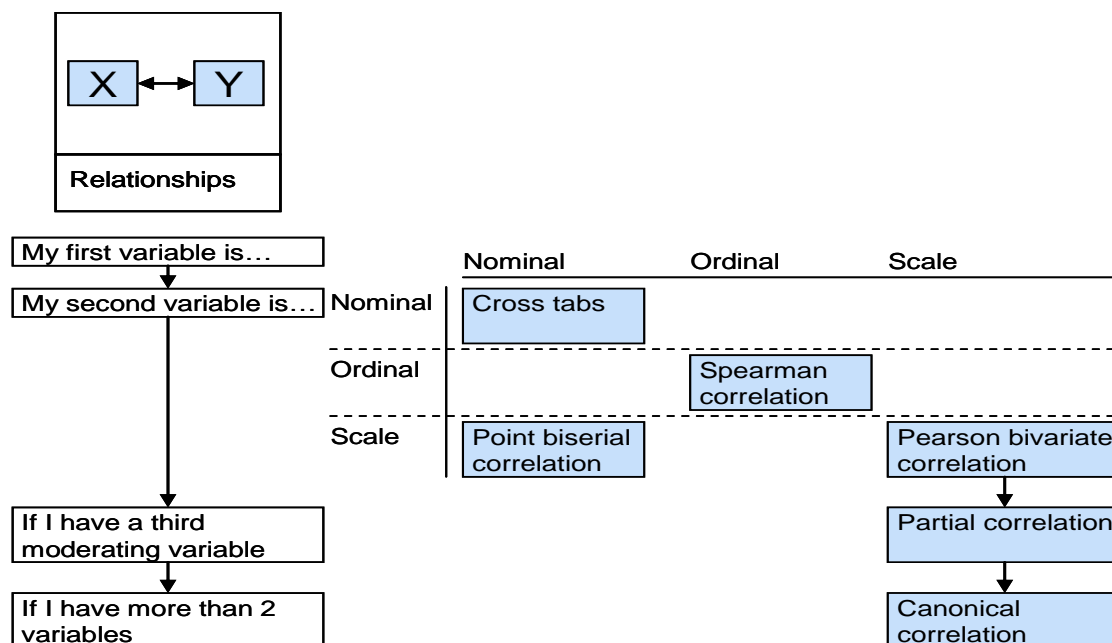 X
Y
Relationships
My first variable is…
Nominal
Ordinal
Scale
My second variable is…
Nominal
Cross tabs
Ordinal
Spearman
correlation
Scale
Point biserial
correlation
Pearson bivariate
correlation
If I have a third
moderating variable
Partial correlation
If I have more than 2
variables
Canonical
correlation